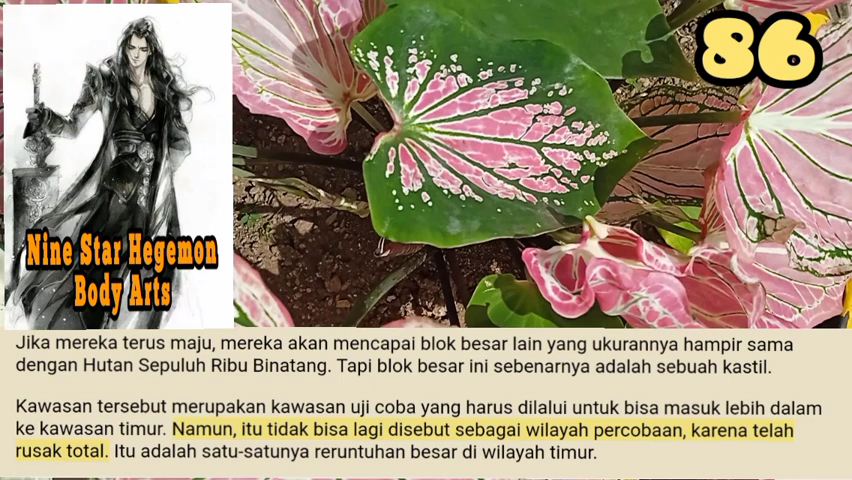 86
Nine Star Hegemon
Body Arts
Jika mereka terus maju, mereka akan mencapai blok besar lain yang ukurannya hampir sama
dengan Hutan Sepuluh Ribu Binatang. Tapi blok besar ini sebenarnya adalah sebuah kastil.
Kawasan tersebut merupakan kawasan uji coba yang harus dilalui untuk bisa masuk lebih dalam
ke kawasan timur. Namun, itu tidak bisa lagi disebut sebagai wilayah percobaan, karena telah
rusak total. Itu adalah satu-satunya reruntuhan besar di wilayah timur.